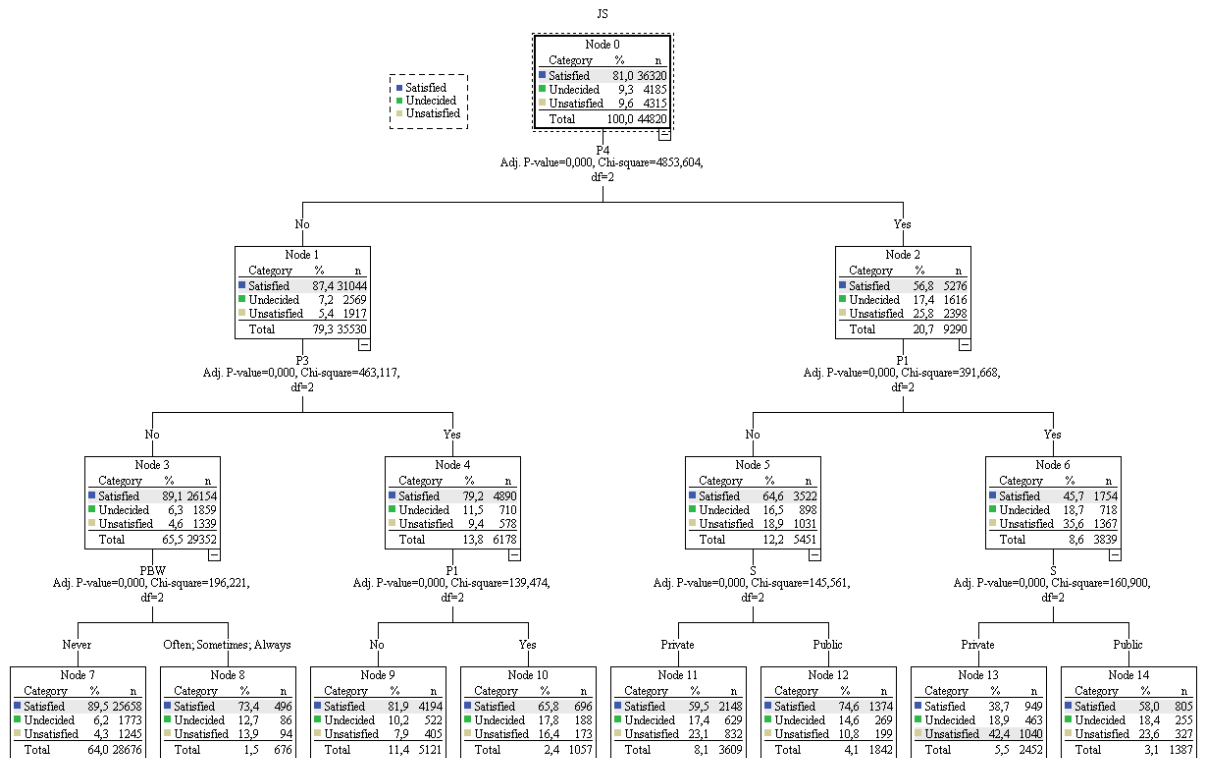 JS
Satisfied
Undecided
Unsatisfied
Node 0
Category % n
Satisfied 81,0 36320
Undecided 9,3 4185
Unsatisfied 9,6 4315
Total 100,0 44820
P4
Adj. P-value=0,000, Chi-square=4853,604,
df=2
No
Yes
Node 1
Category % n
Satisfied 87,4 31044
Undecided 7,2 2569
Unsatisfied 5,4 1917
Total 79,3 35530
Node 2
Category % n
Satisfied 56,8 5276
Undecided 17,4 1616
Unsatisfied 25,8 2398
Total 20,7 9290
P3
Adj. P-value=0,000, Chi-square=463,117,
df=2
P1
Adj. P-value=0,000, Chi-square=391,668,
df=2
No
Yes
No
Yes
Node 3
Category % n
Satisfied 89,1 26154
Undecided 6,3 1859
Unsatisfied 4,6 1339
Total 65,5 29352
Node 4
Category % n
Satisfied 79,2 4890
Undecided 11,5 710
Unsatisfied 9,4 578
Total 13,8 6178
Node 5
Category % n
Satisfied 64,6 3522
Undecided 16,5 898
Unsatisfied 18,9 1031
Total 12,2 5451
Node 6
Category % n
Satisfied 45,7 1754
Undecided 18,7 718
Unsatisfied 35,6 1367
Total 8,6 3839
PBW
Adj. P-value=0,000, Chi-square=196,221,
df=2
P1
Adj. P-value=0,000, Chi-square=139,474,
df=2
S
Adj. P-value=0,000, Chi-square=145,561,
df=2
S
Adj. P-value=0,000, Chi-square=160,900,
df=2
Never
Often; Sometimes; Always
No
Yes
Private
Public
Private
Public
Node 7
Category % n
Satisfied 89,5 25658
Undecided 6,2 1773
Unsatisfied 4,3 1245
Total 64,0 28676
Node 8
Category % n
Satisfied 73,4 496
Undecided 12,7 86
Unsatisfied 13,9 94
Total 1,5 676
Node 9
Category % n
Satisfied 81,9 4194
Undecided 10,2 522
Unsatisfied 7,9 405
Total 11,4 5121
Node 10
Category % n
Satisfied 65,8 696
Undecided 17,8 188
Unsatisfied 16,4 173
Total 2,4 1057
Node 11
Category % n
Satisfied 59,5 2148
Undecided 17,4 629
Unsatisfied 23,1 832
Total 8,1 3609
Node 12
Category % n
Satisfied 74,6 1374
Undecided 14,6 269
Unsatisfied 10,8 199
Total 4,1 1842
Node 13
Category % n
Satisfied 38,7 949
Undecided 18,9 463
Unsatisfied 42,4 1040
Total 5,5 2452
Node 14
Category % n
Satisfied 58,0 805
Undecided 18,4 255
Unsatisfied 23,6 327
Total 3,1 1387